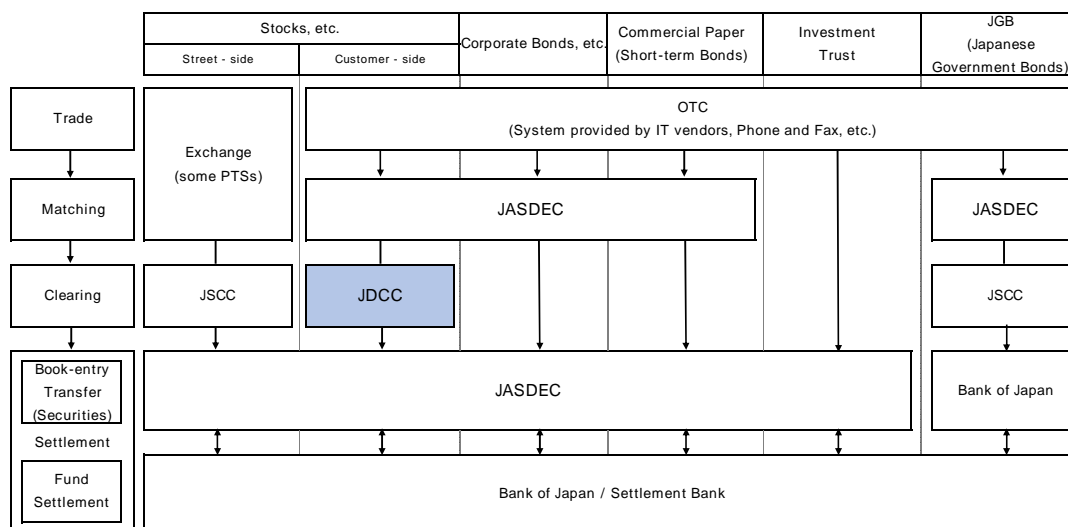 Stocks, etc.
Street - side
Customer - side
Corporate Bonds, etc.
Commercial Paper
(Short-term Bonds)
Investment
Trust
JGB
(Japanese
Government Bonds)
Trade
Exchange
(some PTSs)
OTC
(System provided by IT vendors, Phone and Fax, etc.)
Matching
JASDEC
JASDEC
Clearing
JSCC
JDCC
JSCC
Book-entry
Transfer
(Securities)
Settlement
Fund
Settlement
JASDEC
Bank of Japan
Bank of Japan / Settlement Bank